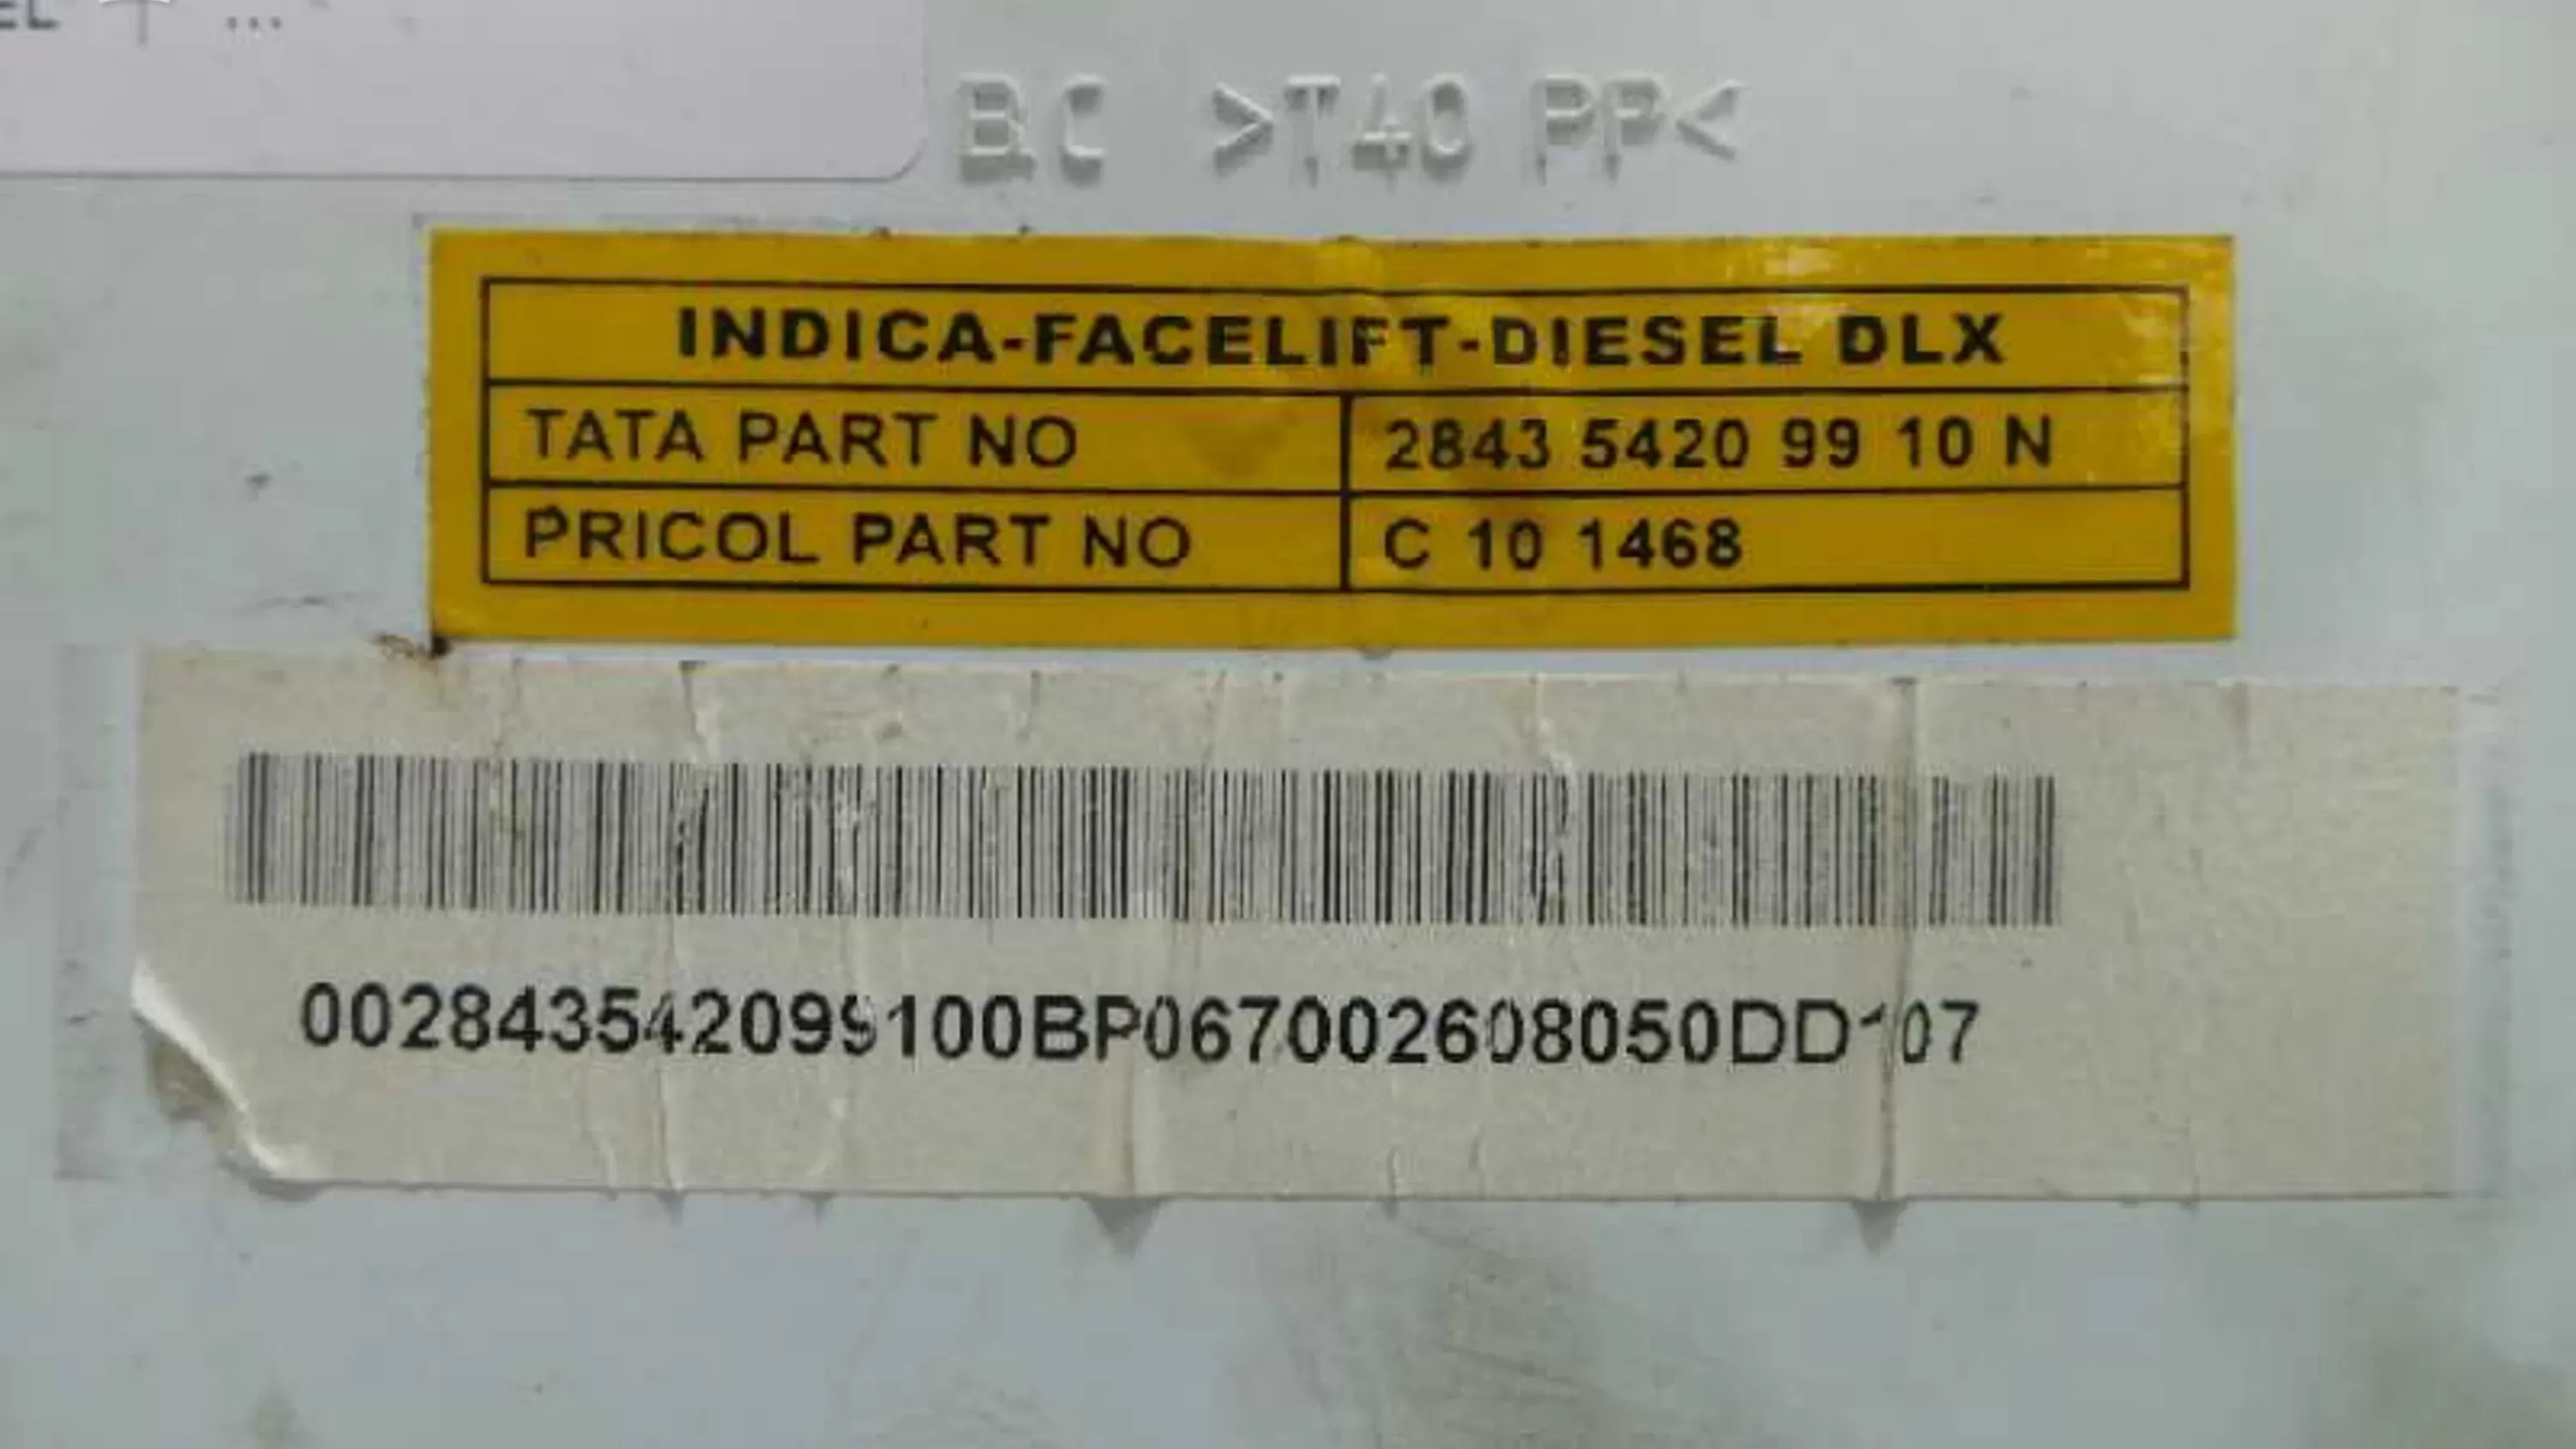 BC >T40 PP<
INDICA-FACELIFT-DIESEL DLX
TATA PART NO 2843 5420 99 10 N
PRICOL PART NO C 10 1468
002843542099100BP067002608050DD107